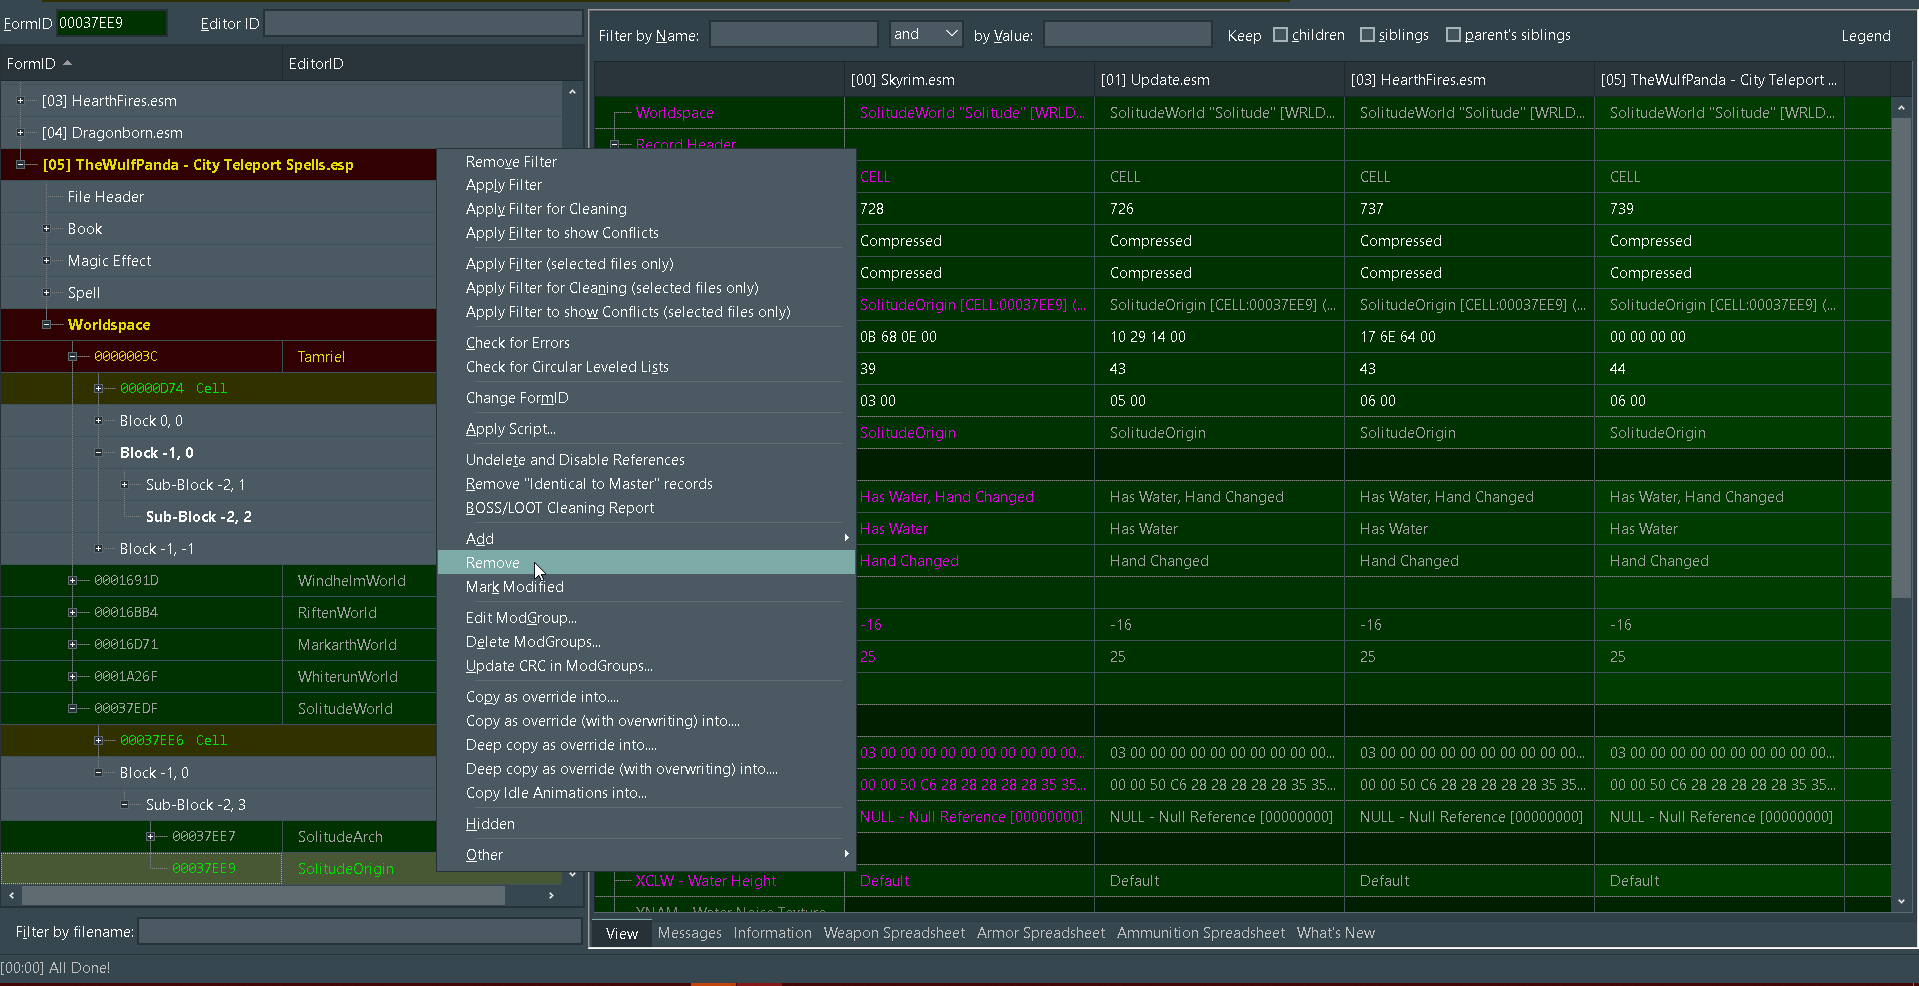 FormID 00037EE9 Editor ID
FormID EditorID
[03] HearthFires.esm
[04] Dragonborn.esm
[05] TheWulfPanda - City Teleport Spells.esp
File Header
Book
Magic Effect
Spell
Worldspace
0000003C Tamriel
00000D74 Cell
Block 0, 0
Block -1, 0
Sub-Block -2, 1
Sub-Block -2, 2
Block -1, -1
0001691D WindhelmWorld
00016BB4 RiftenWorld
00016D71 MarkarthWorld
0001A26F WhiterunWorld
00037EDF SolitudeWorld
00037EE6 Cell
Block -1, 0
Sub-Block -2, 3
00037EE7 SolitudeArch
00037EE9 SolitudeOrigin
Filter by filename:
[00:00] All Done!
Remove Filter
Apply Filter
Apply Filter for Cleaning
Apply Filter to show Conflicts
Apply Filter (selected files only)
Apply Filter for Cleaning (selected files only)
Apply Filter to show Conflicts (selected files only)
Check for Errors
Check for Circular Leveled Lists
Change FormID
Apply Script...
Undelete and Disable References
Remove "Identical to Master" records
BOSS/LOOT Cleaning Report
Add
Remove
Mark Modified
Edit ModGroup...
Delete ModGroups...
Update CRC in ModGroups...
Copy as override into....
Copy as override (with overwriting) into....
Deep copy as override into....
Deep copy as override (with overwriting) into....
Copy Idle Animations into...
Hidden
Other
Filter by Name: and by Value: Keep children siblings parent's siblings Legend
[00] Skyrim.esm [01] Update.esm [03] HearthFires.esm [05] TheWulfPanda - City Teleport ...
Worldspace SolitudeWorld "Solitude" [WRLD... SolitudeWorld "Solitude" [WRLD... SolitudeWorld "Solitude" [WRLD... SolitudeWorld "Solitude" [WRLD...
Record Header
CELL CELL CELL CELL
728 726 737 739
Compressed Compressed Compressed Compressed
Compressed Compressed Compressed Compressed
SolitudeOrigin [CELL:00037EE9] (... SolitudeOrigin [CELL:00037EE9] (... SolitudeOrigin [CELL:00037EE9] (... SolitudeOrigin [CELL:00037EE9] (...
0B 68 0E 00 10 29 14 00 17 6E 64 00 00 00 00 00
39 43 43 44
03 00 05 00 06 00 06 00
SolitudeOrigin SolitudeOrigin SolitudeOrigin SolitudeOrigin
Has Water, Hand Changed Has Water, Hand Changed Has Water, Hand Changed Has Water, Hand Changed
Has Water Has Water Has Water Has Water
Hand Changed Hand Changed Hand Changed Hand Changed
-16 -16 -16 -16
25 25 25 25
03 00 00 00 00 00 00 00 00 00 00... 03 00 00 00 00 00 00 00 00 00 00... 03 00 00 00 00 00 00 00 00 00 00... 03 00 00 00 00 00 00 00 00 00 00...
00 00 50 C6 28 28 28 28 28 35 35... 00 00 50 C6 28 28 28 28 28 35 35... 00 00 50 C6 28 28 28 28 28 35 35... 00 00 50 C6 28 28 28 28 28 35 35...
NULL - Null Reference [00000000] NULL - Null Reference [00000000] NULL - Null Reference [00000000] NULL - Null Reference [00000000]
XCLW - Water Height Default Default Default Default
XNAM - Water Noise Texture
View Messages Information Weapon Spreadsheet Armor Spreadsheet Ammunition Spreadsheet What's New